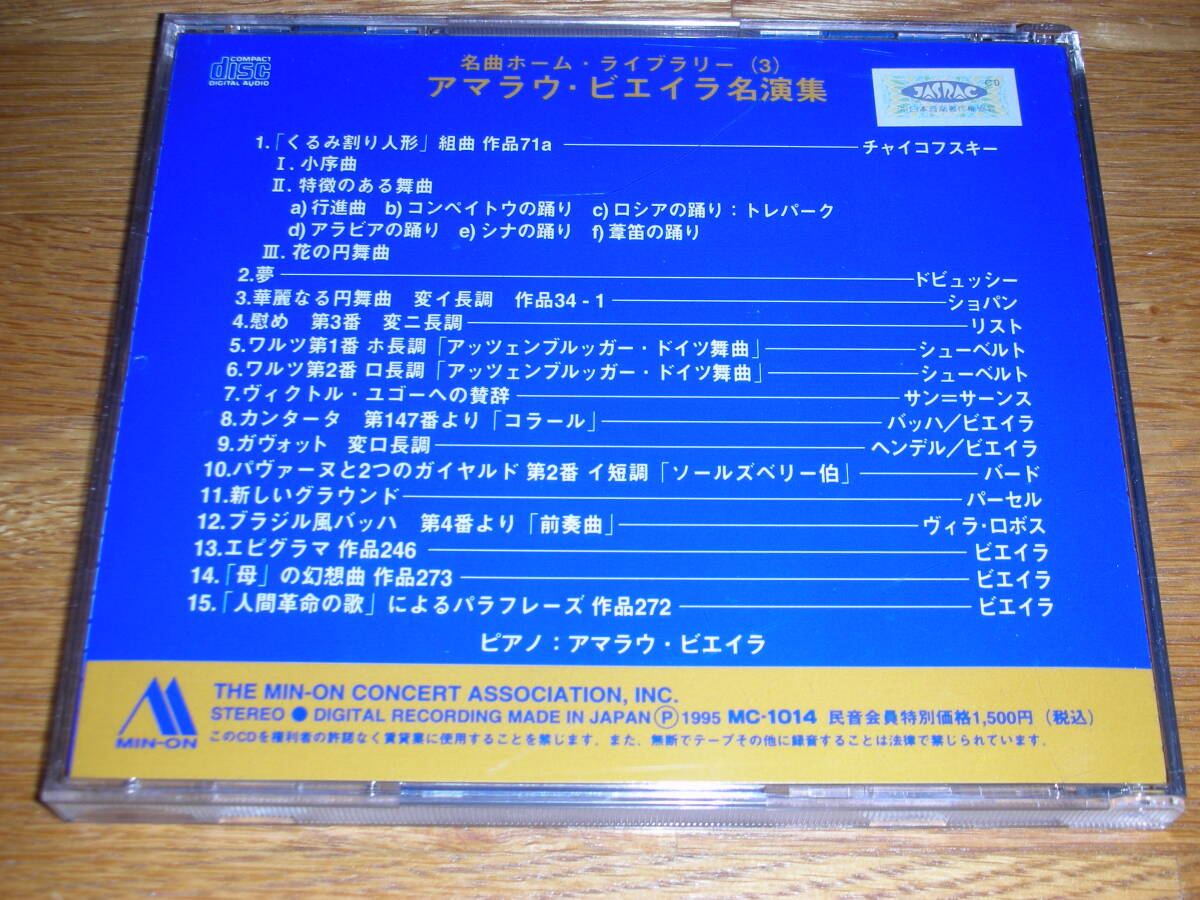 COMPACT
disc
DIGITAL AUDIO
名曲ホーム・ライブラリー（3）
アマラウ・ビエイラ名演集
CD
JASRAC
1.「くるみ割り人形」組曲 作品71a チャイコフスキー
Ⅰ. 小序曲
Ⅱ. 特徴のある舞曲
a) 行進曲 b) コンペイトウの踊り c) ロシアの踊り：トレパーク
d) アラビアの踊り e) シナの踊り f) 葦笛の踊り
Ⅲ. 花の円舞曲
2.夢 ドビュッシー
3.華麗なる円舞曲 変イ長調 作品34-1 ショパン
4.慰め 第3番 変ニ長調 リスト
5.ワルツ第1番 ホ長調「アッツェンブルッガー・ドイツ舞曲」 シューベルト
6.ワルツ第2番 ロ長調「アッツェンブルッガー・ドイツ舞曲」 シューベルト
7.ヴィクトル・ユゴーへの賛辞 サン＝サーンス
8.カンタータ 第147番より「コラール」 バッハ／ビエイラ
9.ガヴォット 変ロ長調 ヘンデル／ビエイラ
10.パヴァーヌと2つのガイヤルド 第2番 イ短調「ソールズベリー伯」 バード
11.新しいグラウンド パーセル
12.ブラジル風バッハ 第4番より「前奏曲」 ヴィラ・ロボス
13.エピグラマ 作品246 ビエイラ
14.「母」の幻想曲 作品273 ビエイラ
15.「人間革命の歌」によるパラフレーズ 作品272 ビエイラ
ピアノ：アマラウ・ビエイラ
MIN-ON
THE MIN-ON CONCERT ASSOCIATION, INC.
STEREO ● DIGITAL RECORDING MADE IN JAPAN Ⓟ 1995 MC-1014 民音会員特別価格1,500円（税込）
このCDを権利者の許諾なく賃貸業に使用することを禁じます。また、無断でテープその他に録音することは法律で禁じられています。